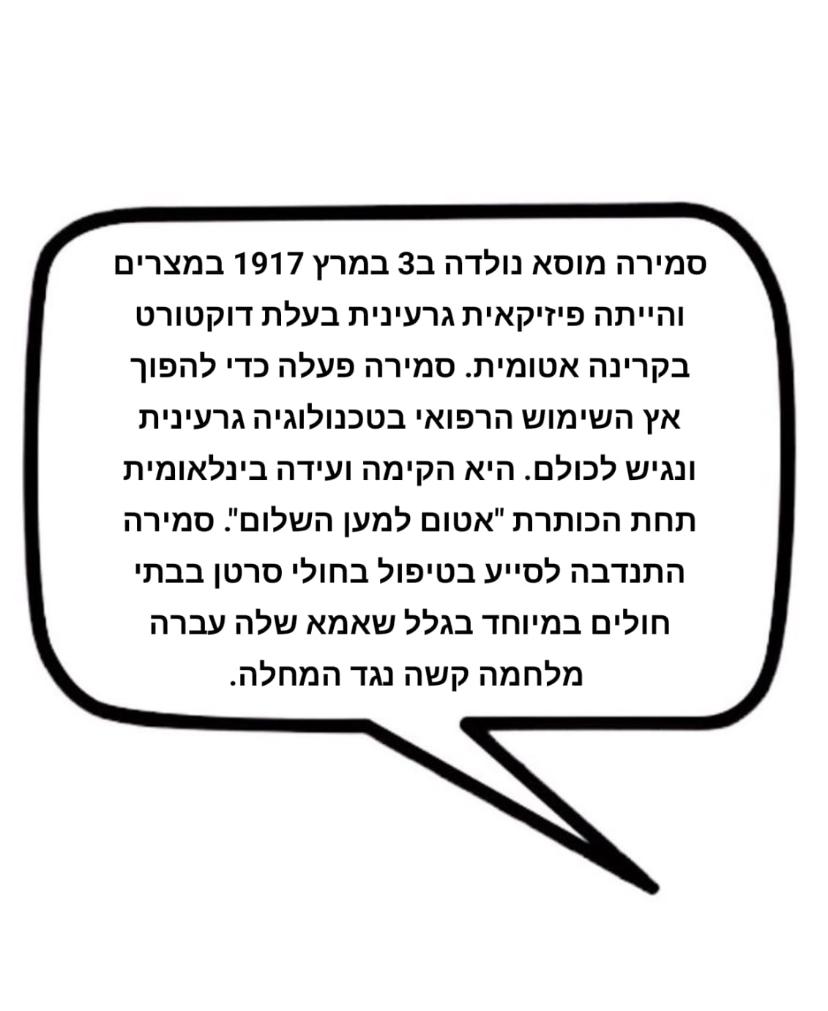 סמירה מוסא נולדה ב3 במרץ 1917 במצרים
והייתה פיזיקאית גרעינית בעלת דוקטורט
בקרינה אטומית. סמירה פעלה כדי להפוך
אץ השימוש הרפואי בטכנולוגיה גרעינית
ונגיש לכולם. היא הקימה ועידה בינלאומית
תחת הכותרת "אטום למען השלום". סמירה
התנדבה לסייע בטיפול בחולי סרטן בבתי
חולים במיוחד בגלל שאמא שלה עברה
מלחמה קשה נגד המחלה.